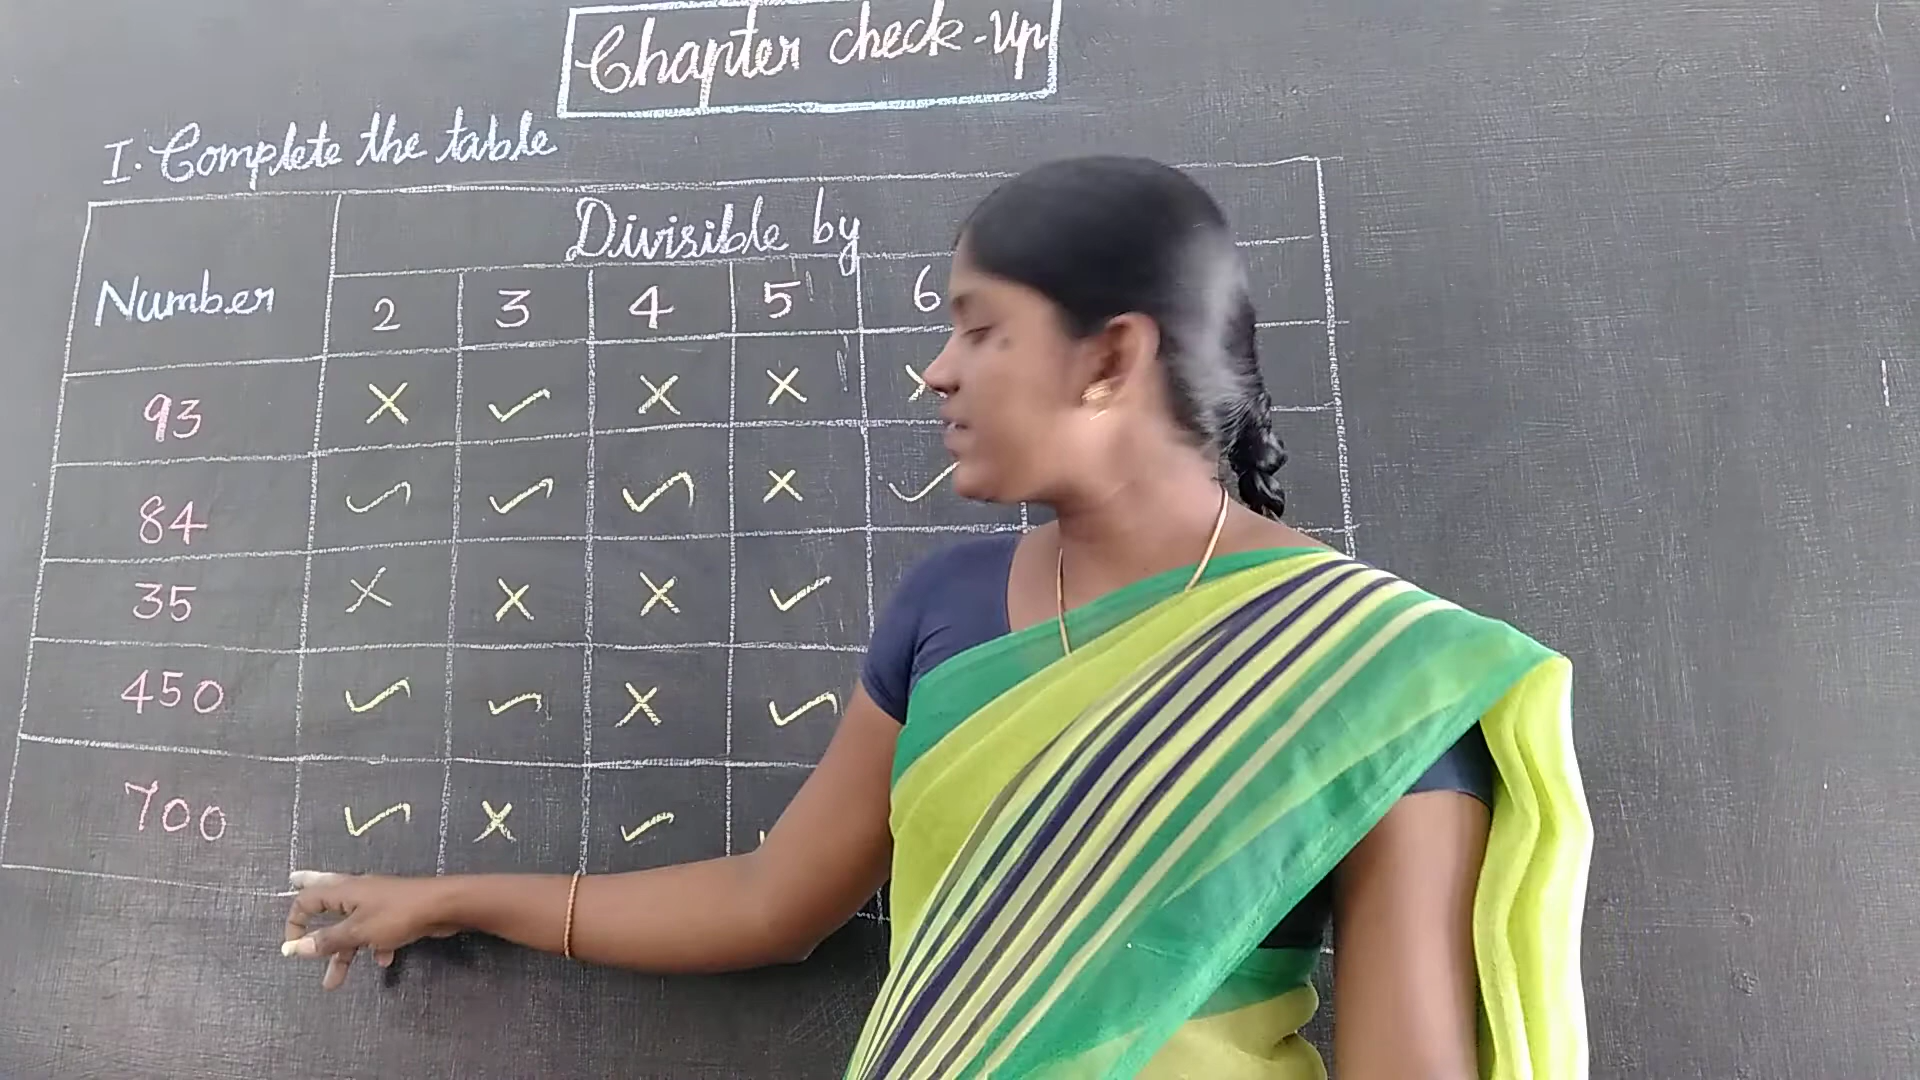 Chapter check-Up
I. Complete the table
Divisible by
Number 2 3 4 5 6
93 ✗ ✓ ✗ ✗ ✗
84 ✓ ✓ ✓ ✗ ✓
35 ✗ ✗ ✗ ✓
450 ✓ ✓ ✗ ✓
700 ✓ ✗ ✓